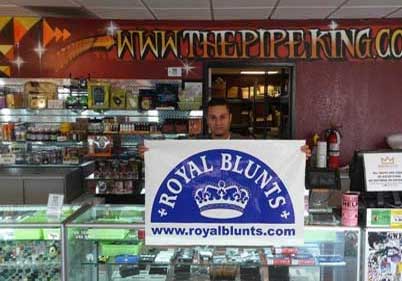 WWW.THEPIPEKING.CO
ROYAL BLUNTS
www.royalblunts.com